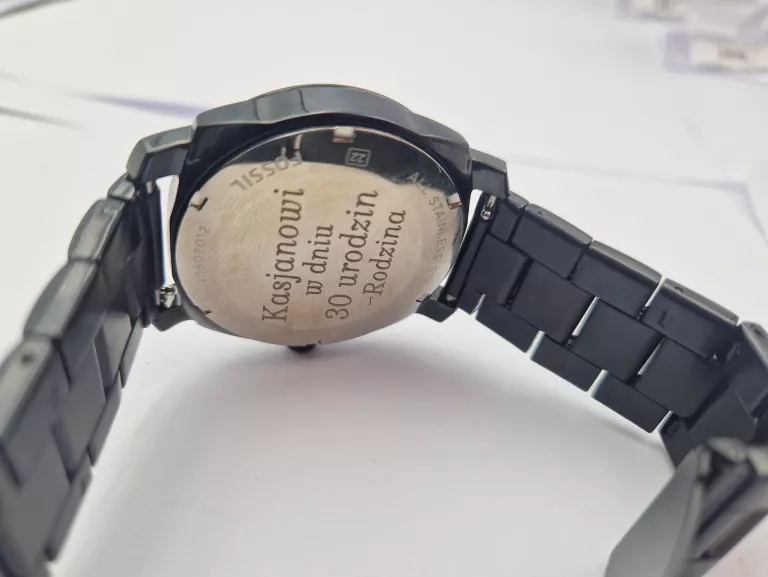 FOSSIL
ALL STAINLESS
Kasjanowi
w dniu
30 urodzin
-Rodzina